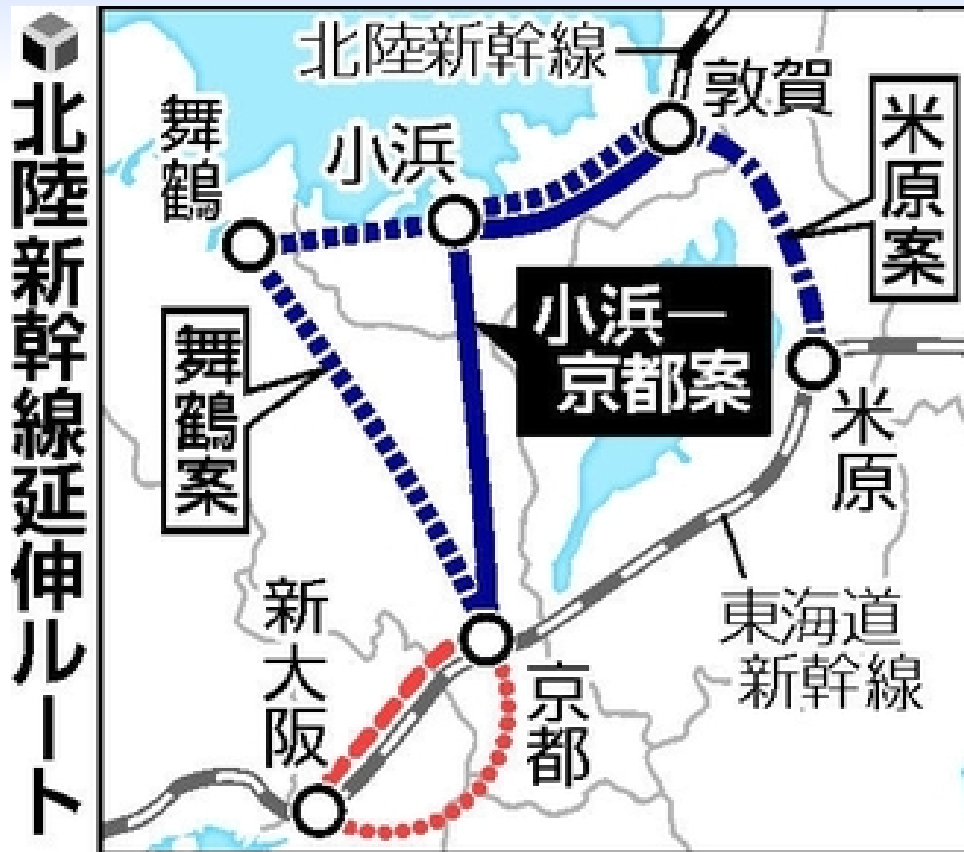 北陸新幹線延伸ルート
北陸新幹線
敦賀
米原案
舞鶴
小浜
小浜―
京都案
舞鶴案
米原
新大阪
京都
東海道
新幹線